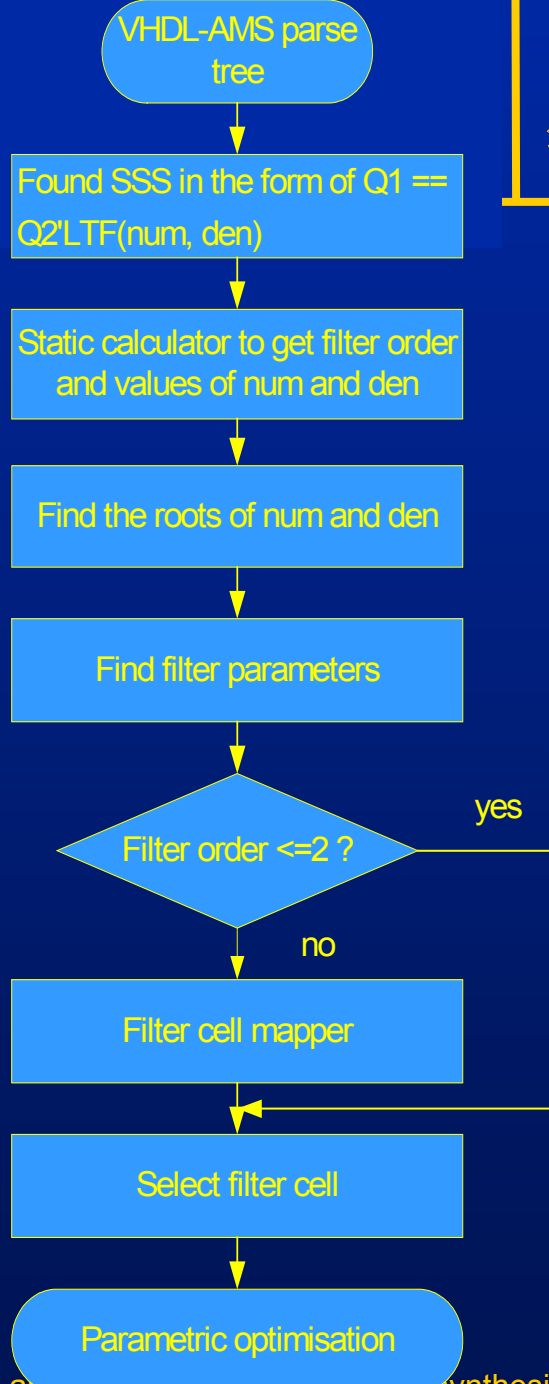 VHDL-AMS parse
tree
Found SSS in the form of Q1 ==
Q2'LTF(num, den)
Static calculator to get filter order
and values of num and den
Find the roots of num and den
Find filter parameters
Filter order <=2 ?
yes
no
Filter cell mapper
Select filter cell
Parametric optimisation